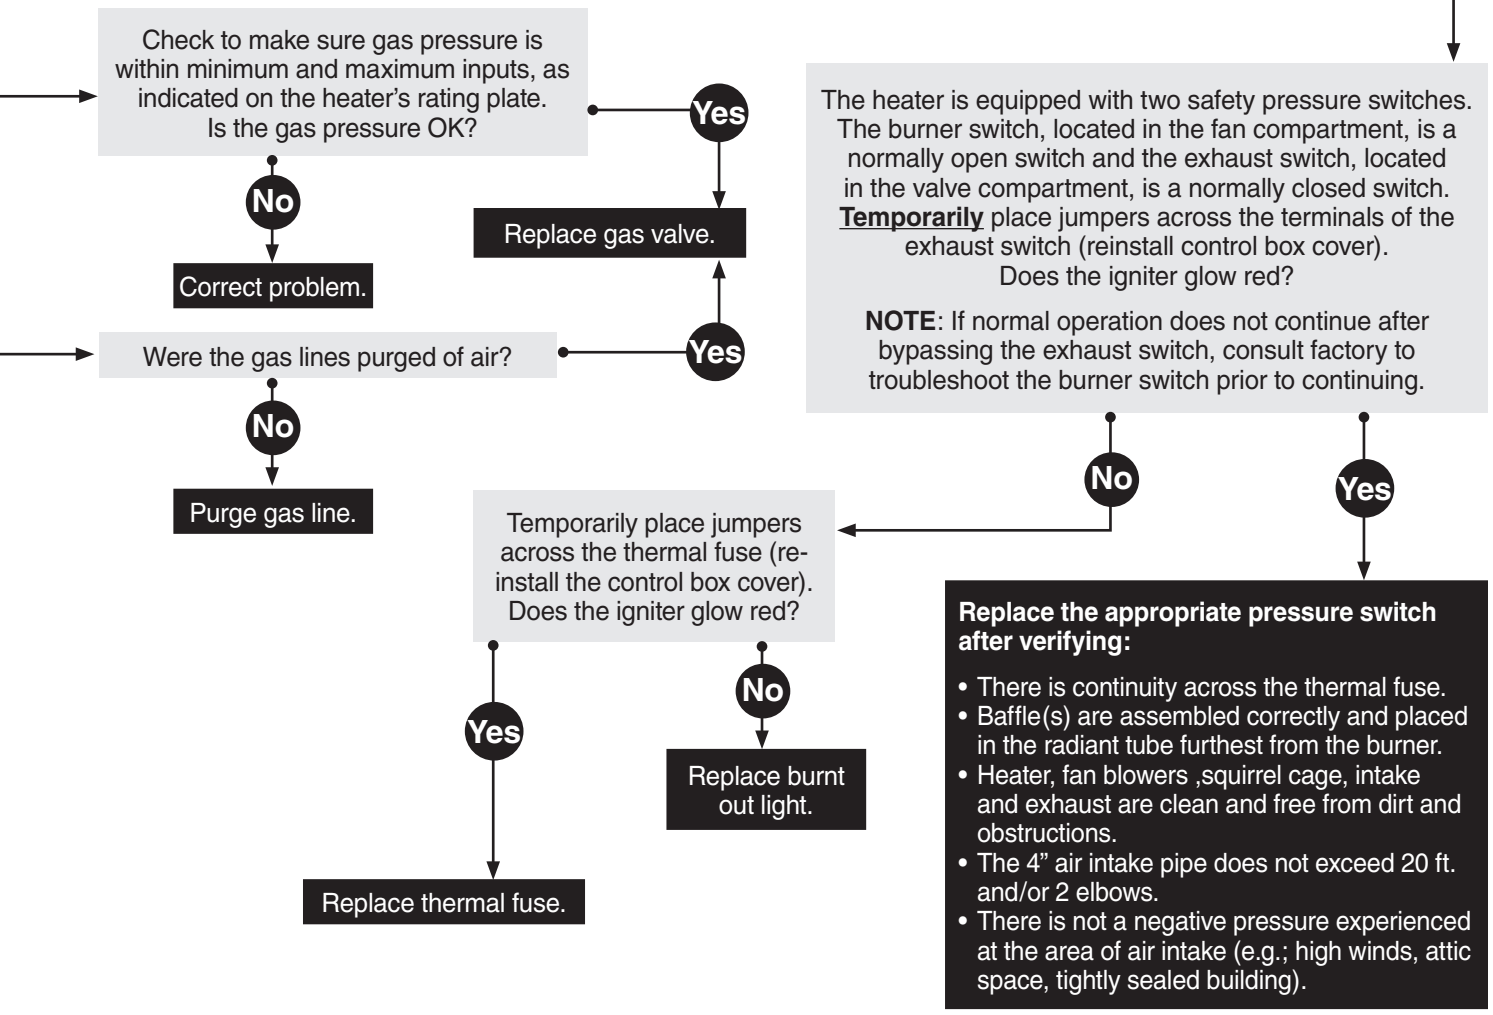 Check to make sure gas pressure is
within minimum and maximum inputs, as
indicated on the heater's rating plate.
Is the gas pressure OK?
Yes
No
Replace gas valve.
Correct problem.
Were the gas lines purged of air?
Yes
No
Purge gas line.
The heater is equipped with two safety pressure switches.
The burner switch, located in the fan compartment, is a
normally open switch and the exhaust switch, located
in the valve compartment, is a normally closed switch.
Temporarily place jumpers across the terminals of the
exhaust switch (reinstall control box cover).
Does the igniter glow red?
NOTE: If normal operation does not continue after
bypassing the exhaust switch, consult factory to
troubleshoot the burner switch prior to continuing.
No
Yes
Temporarily place jumpers
across the thermal fuse (re-
install the control box cover).
Does the igniter glow red?
Yes
No
Replace burnt
out light.
Replace thermal fuse.
Replace the appropriate pressure switch
after verifying:
• There is continuity across the thermal fuse.
• Baffle(s) are assembled correctly and placed
in the radiant tube furthest from the burner.
• Heater, fan blowers ,squirrel cage, intake
and exhaust are clean and free from dirt and
obstructions.
• The 4" air intake pipe does not exceed 20 ft.
and/or 2 elbows.
• There is not a negative pressure experienced
at the area of air intake (e.g.; high winds, attic
space, tightly sealed building).